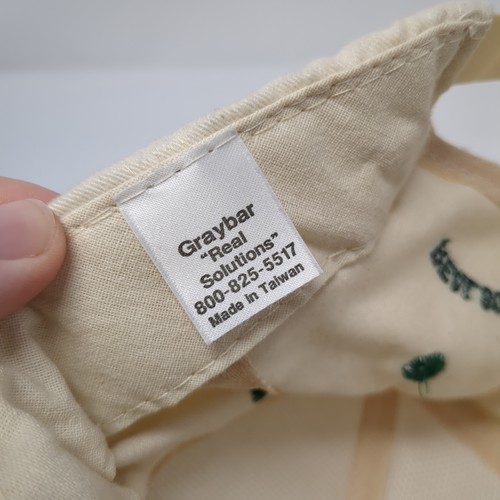 Graybar
"Real
Solutions"
800-825-5517
Made in Taiwan